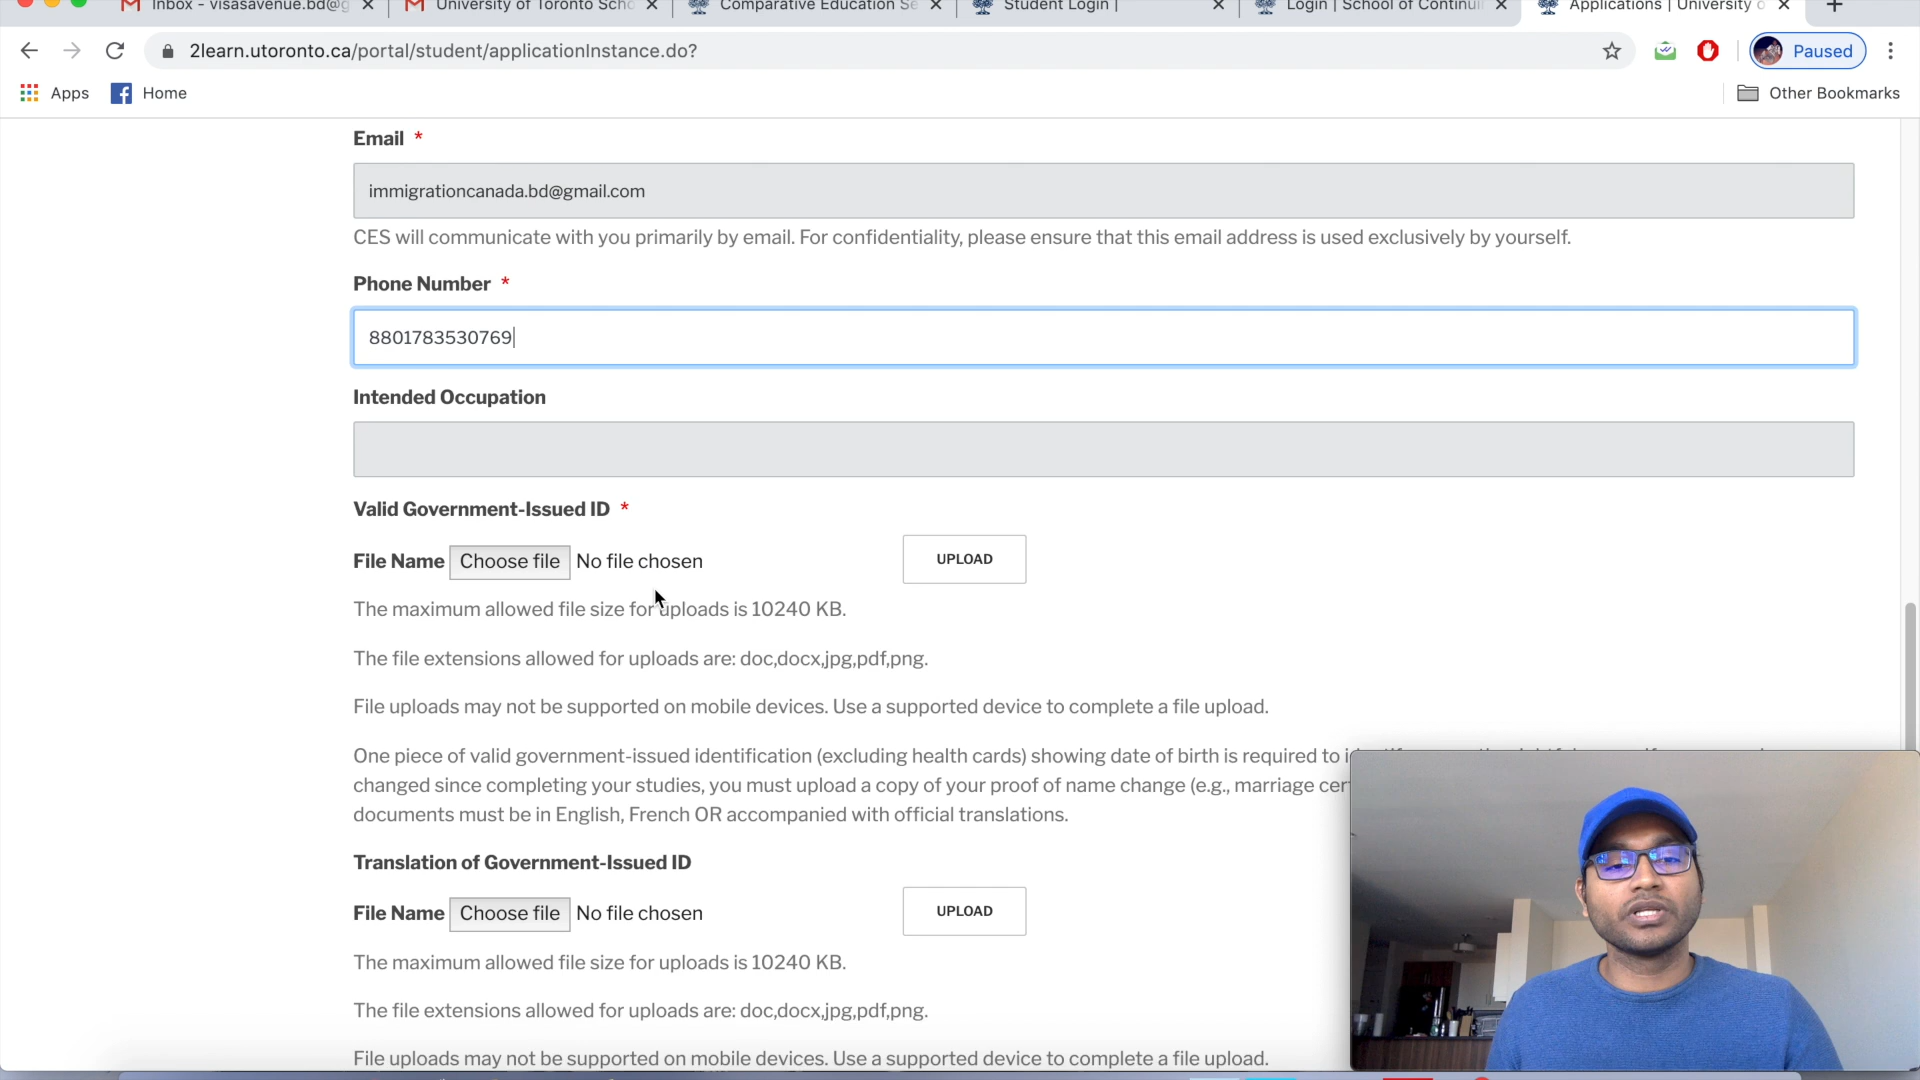 Inbox - visasavenue.bd@g
University of Toronto Scho
Comparative Education Se
Student Login |
Login | School of Continui
Applications | University o
2learn.utoronto.ca/portal/student/applicationInstance.do?
Paused
Apps
Home
Other Bookmarks
Email *
immigrationcanada.bd@gmail.com
CES will communicate with you primarily by email. For confidentiality, please ensure that this email address is used exclusively by yourself.
Phone Number *
8801783530769
Intended Occupation
Valid Government-Issued ID *
File Name Choose file No file chosen UPLOAD
The maximum allowed file size for uploads is 10240 KB.
The file extensions allowed for uploads are: doc,docx,jpg,pdf,png.
File uploads may not be supported on mobile devices. Use a supported device to complete a file upload.
One piece of valid government-issued identification (excluding health cards) showing date of birth is required to
changed since completing your studies, you must upload a copy of your proof of name change (e.g., marriage cer
documents must be in English, French OR accompanied with official translations.
Translation of Government-Issued ID
File Name Choose file No file chosen UPLOAD
The maximum allowed file size for uploads is 10240 KB.
The file extensions allowed for uploads are: doc,docx,jpg,pdf,png.
File uploads may not be supported on mobile devices. Use a supported device to complete a file upload.